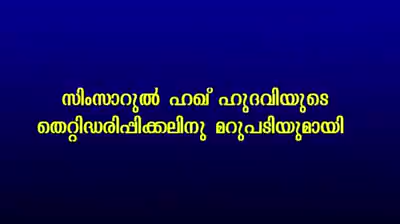 സിംസാറുൽ ഹഖ് ഹുദവിയുടെ
തെറ്റിദ്ധരിപ്പിക്കലിനു മറുപടിയുമായി